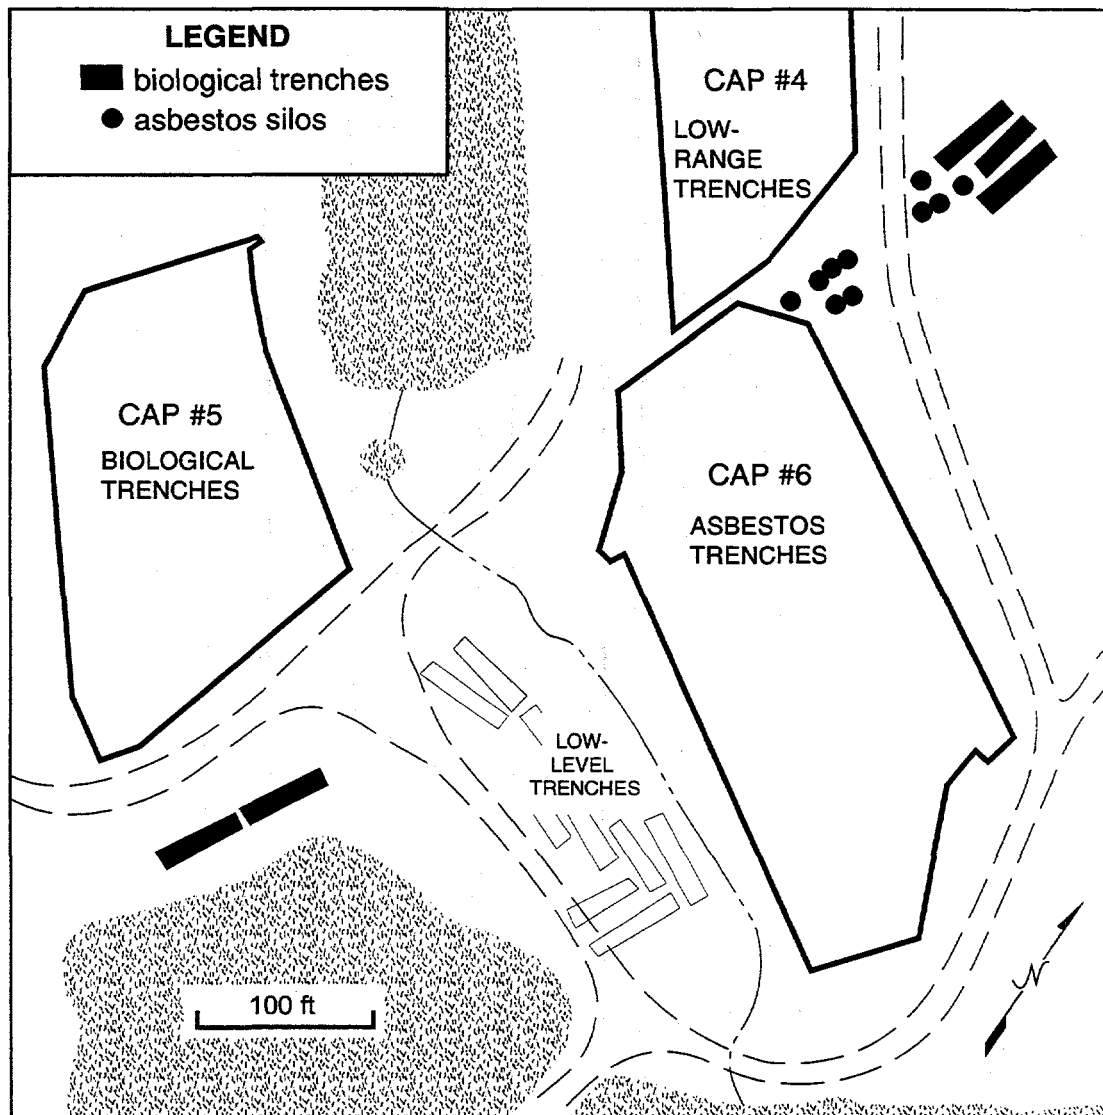 LEGEND
biological trenches
asbestos silos
CAP #4
LOW-
RANGE
TRENCHES
CAP #5
BIOLOGICAL
TRENCHES
CAP #6
ASBESTOS
TRENCHES
LOW-
LEVEL
TRENCHES
100 ft
N